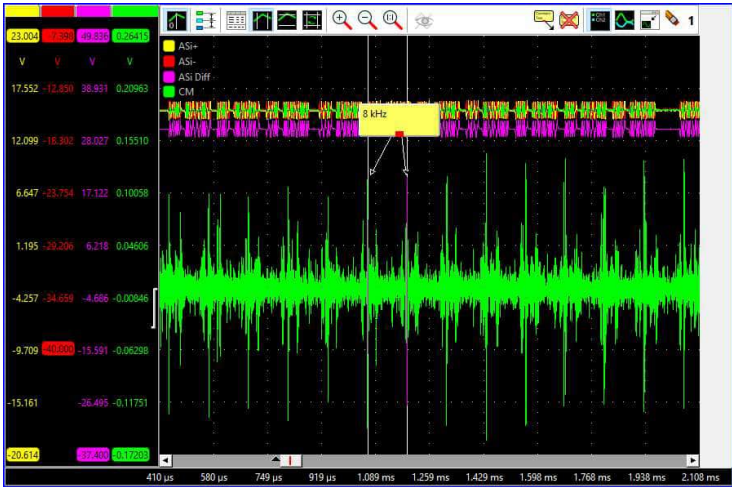 1
23.004 -7.398 49.836 0.26415
V V V V
ASi+
ASi-
ASi Diff
CM
17.552 -12.850 38.931 0.20963
8 kHz
12.099 -18.302 28.027 0.15510
6.647 -23.754 17.122 0.10058
1.195 -29.206 6.218 0.04606
-4.257 -34.659 -4.686 -0.00846
-9.709 -40.000 -15.591 -0.06298
-15.161 -26.495 -0.11751
-20.614 -37.400 -0.17203
410 µs 580 µs 749 µs 919 µs 1.089 ms 1.259 ms 1.429 ms 1.598 ms 1.768 ms 1.938 ms 2.108 ms